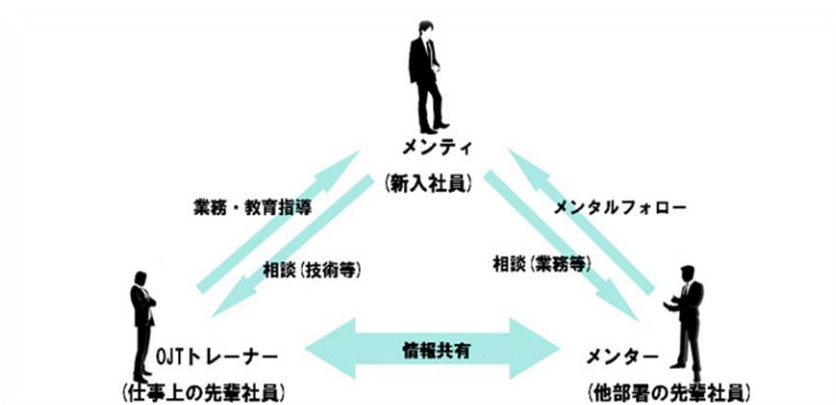 メンティ
(新入社員)
業務・教育指導
メンタルフォロー
相談(技術等)
相談(業務等)
OJTトレーナー
情報共有
メンター
(仕事上の先輩社員)
(他部署の先輩社員)